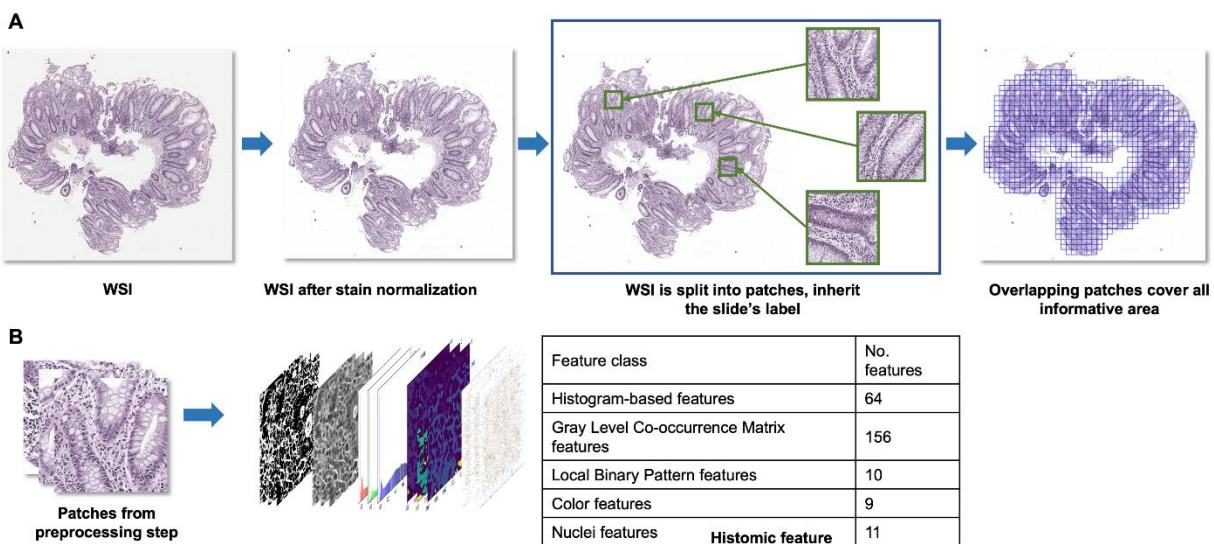 A
WSI
WSI after stain normalization
WSI is split into patches, inherit
the slide's label
Overlapping patches cover all
informative area
B
Patches from
preprocessing step
Feature class
No.
features
Histogram-based features
64
Gray Level Co-occurrence Matrix
features
156
Local Binary Pattern features
10
Color features
9
Nuclei features
11
Histomic feature